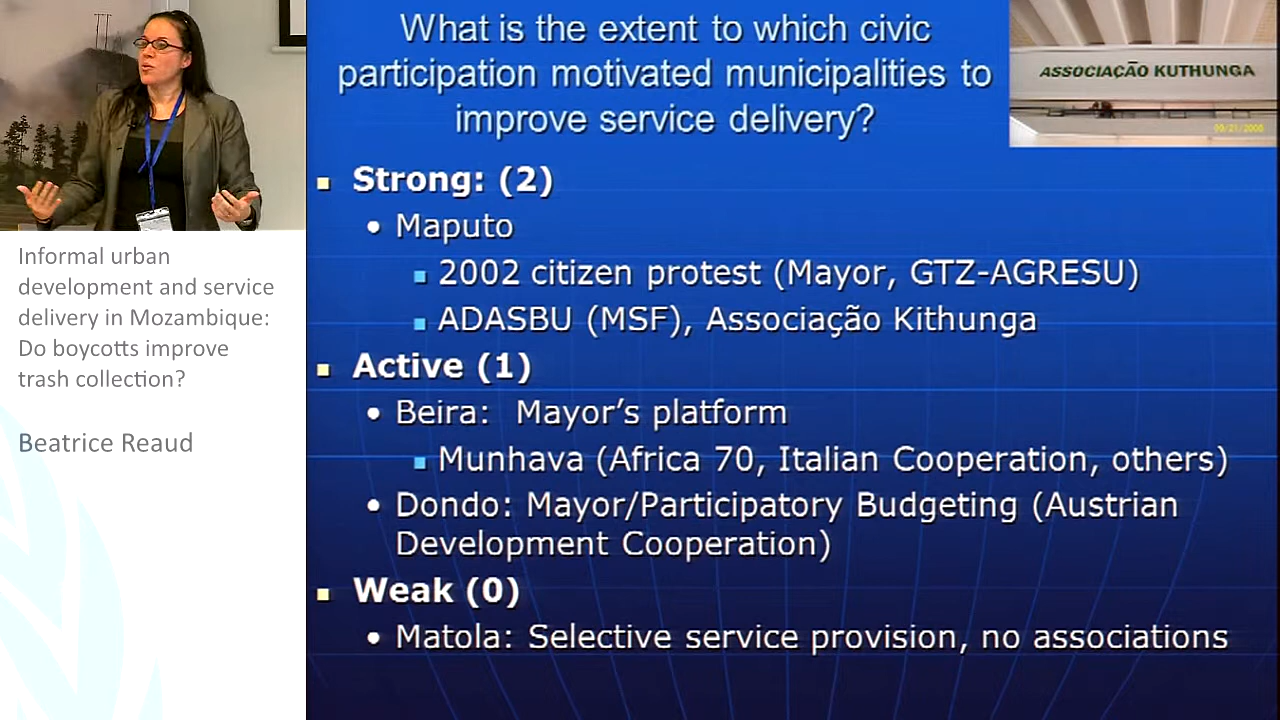 What is the extent to which civic
participation motivated municipalities to
improve service delivery?
ASSOCIAÇÃO KUTHUNGA
Strong: (2)
Maputo
2002 citizen protest (Mayor, GTZ-AGRESU)
ADASBU (MSF), Associação Kithunga
Active (1)
Beira: Mayor's platform
Munhava (Africa 70, Italian Cooperation, others)
Dondo: Mayor/Participatory Budgeting (Austrian
Development Cooperation)
Weak (0)
Matola: Selective service provision, no associations
Informal urban
development and service
delivery in Mozambique:
Do boycotts improve
trash collection?
Beatrice Reaud